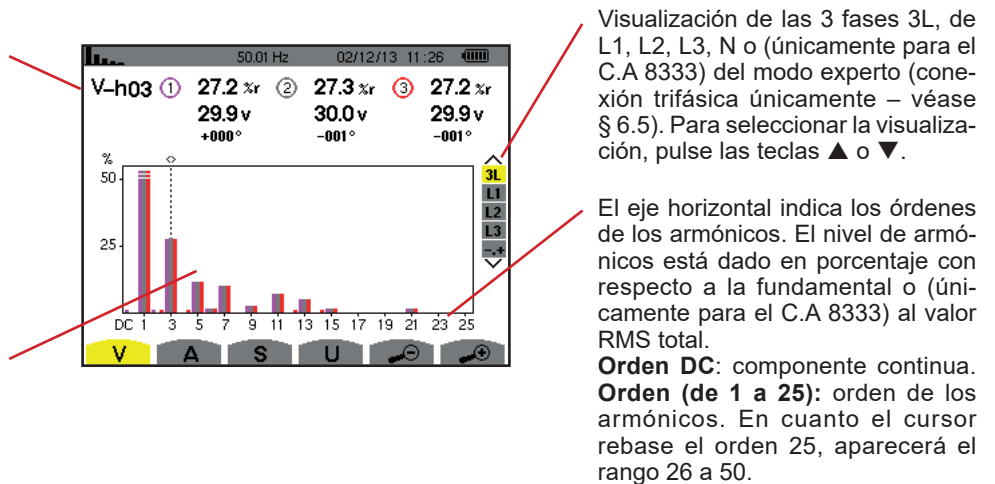 50.01 Hz 02/12/13 11:26
V–h03 1 27.2 %r 2 27.3 %r 3 27.2 %r
29.9 v 30.0 v 29.9 v
+000° -001° -001°
%
50
25
DC 1 3 5 7 9 11 13 15 17 19 21 23 25
3L
L1
L2
L3
-.+
V A S U
Visualización de las 3 fases 3L, de
L1, L2, L3, N o (únicamente para el
C.A 8333) del modo experto (cone-
xión trifásica únicamente – véase
§ 6.5). Para seleccionar la visualiza-
ción, pulse las teclas ▲ o ▼.
El eje horizontal indica los órdenes
de los armónicos. El nivel de armó-
nicos está dado en porcentaje con
respecto a la fundamental o (úni-
camente para el C.A 8333) al valor
RMS total.
Orden DC: componente continua.
Orden (de 1 a 25): orden de los
armónicos. En cuanto el cursor
rebase el orden 25, aparecerá el
rango 26 a 50.